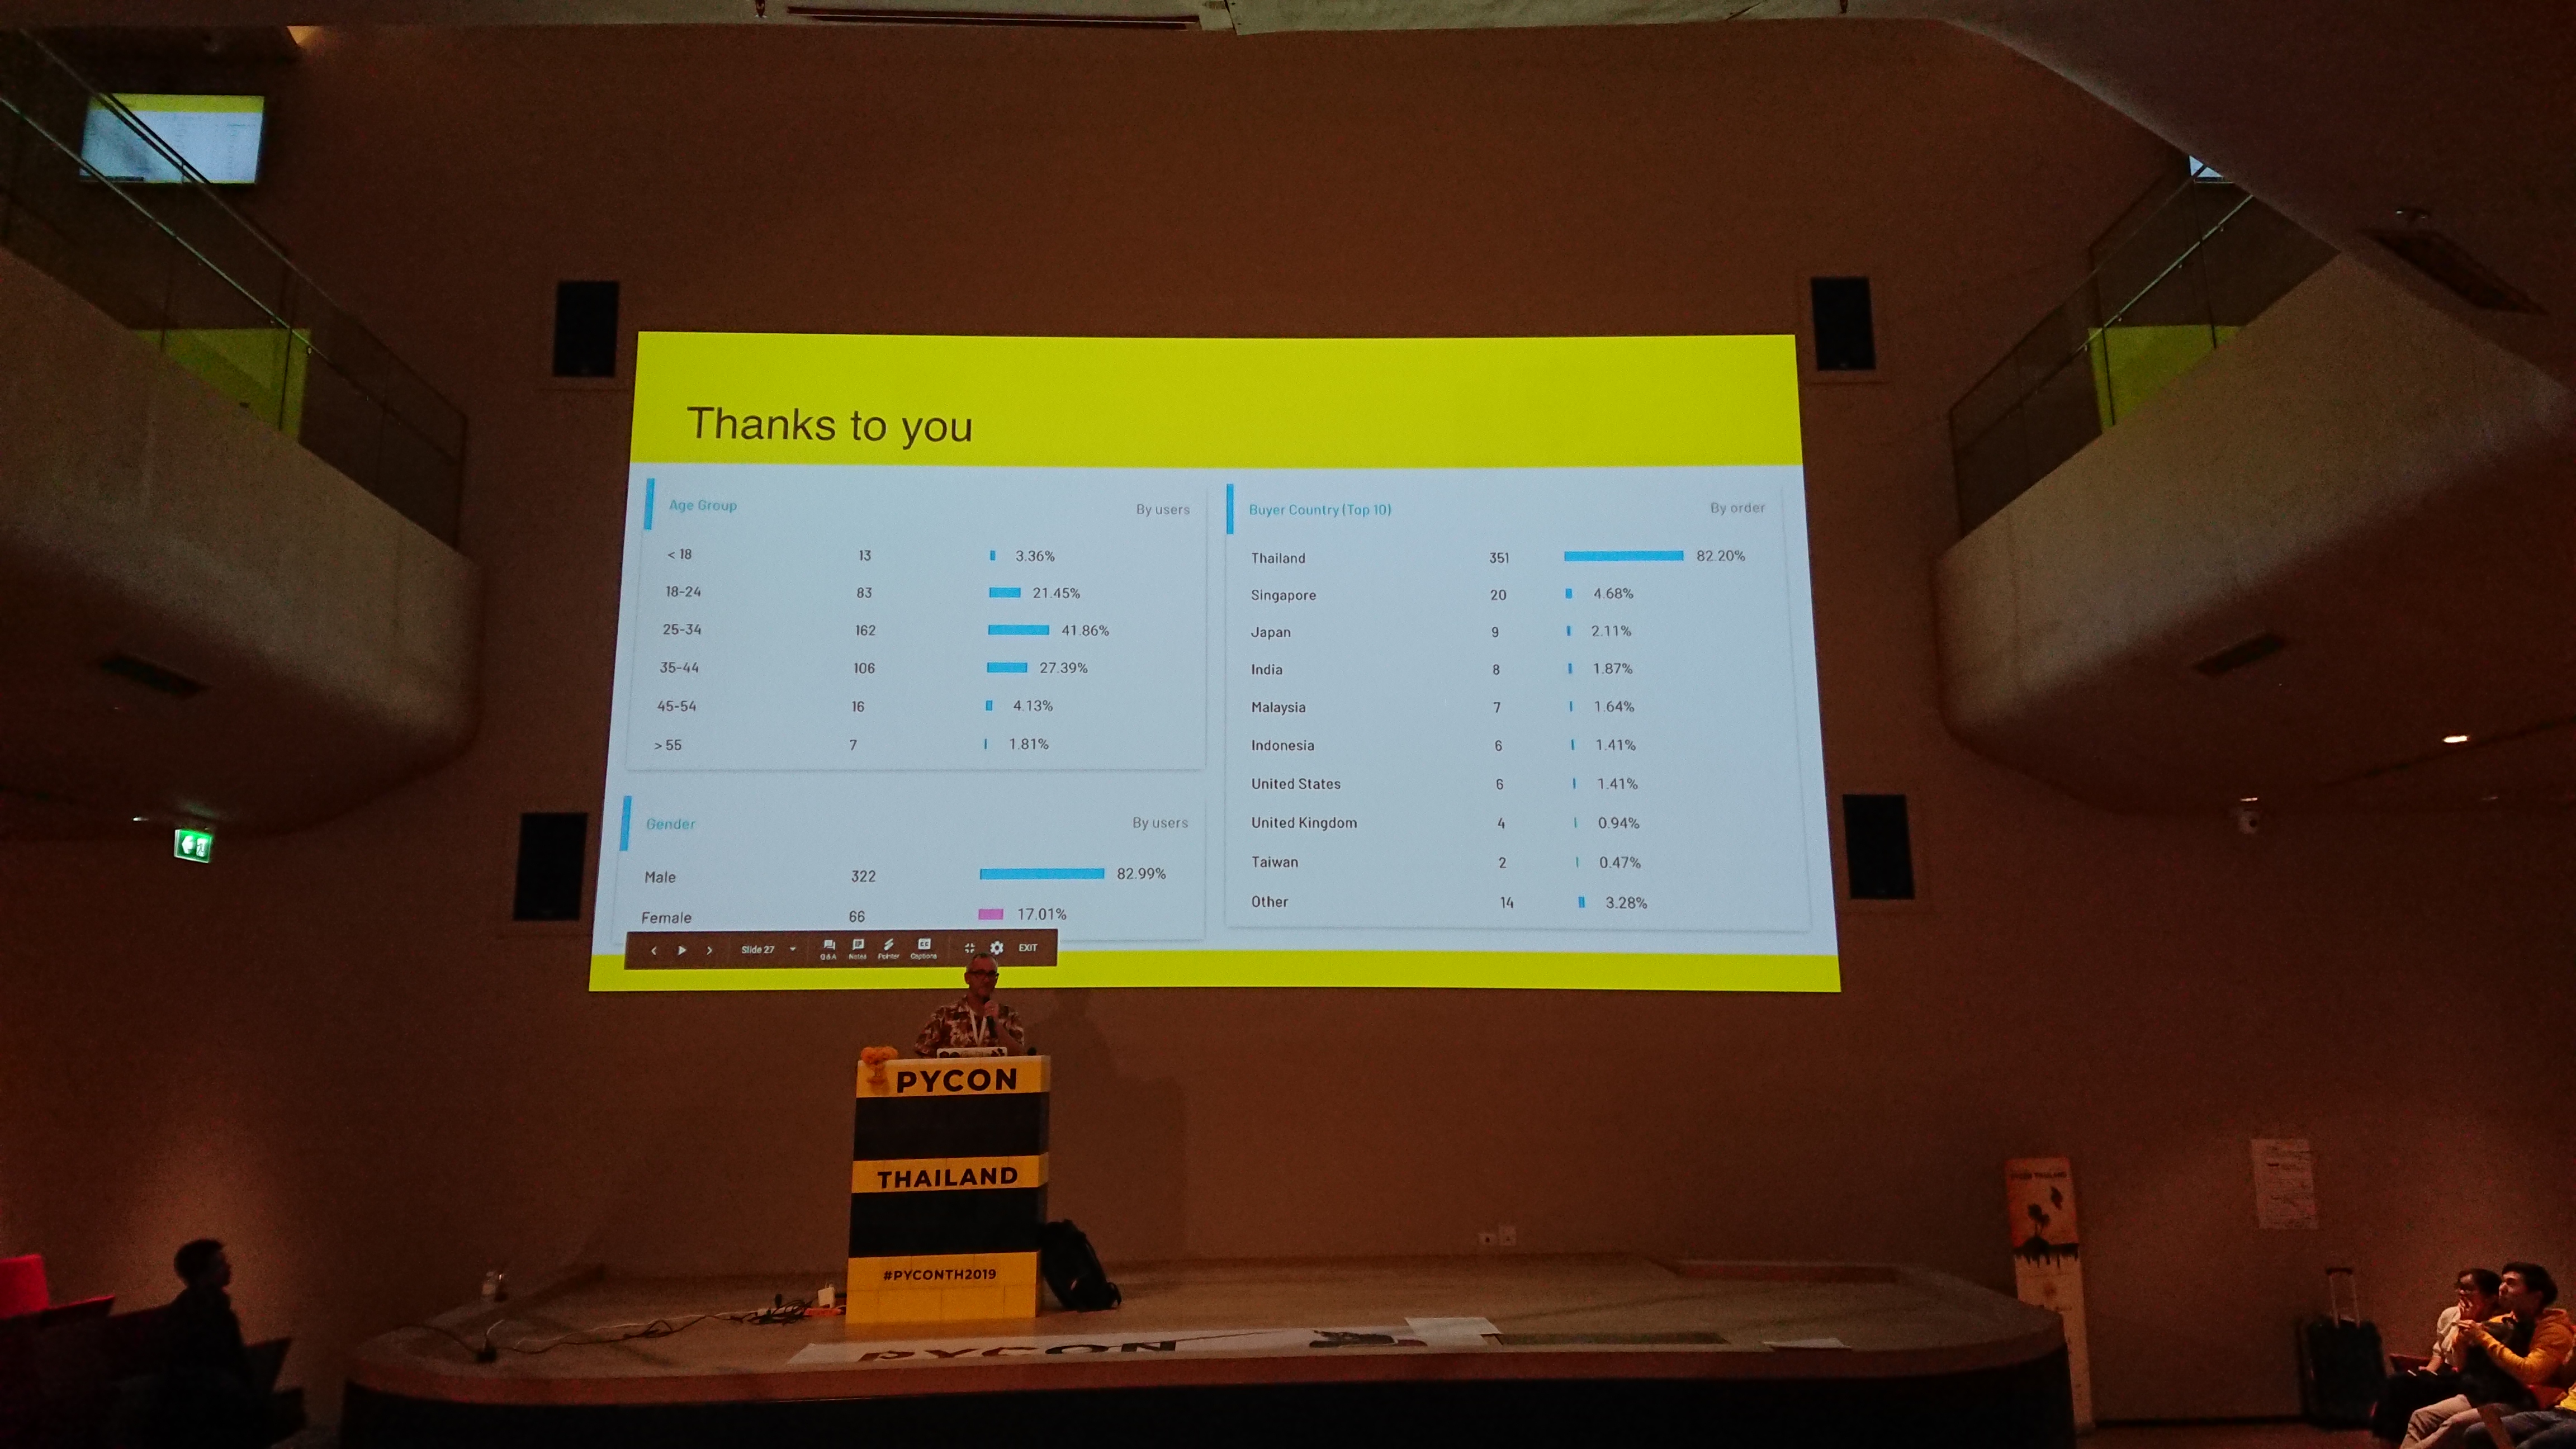 Thanks to you
Age Group By users
< 18 13 3.36%
18-24 83 21.45%
25-34 162 41.86%
35-44 106 27.39%
45-54 16 4.13%
> 55 7 1.81%
Gender By users
Male 322 82.99%
Female 66 17.01%
Buyer Country (Top 10) By order
Thailand 351 82.20%
Singapore 20 4.68%
Japan 9 2.11%
India 8 1.87%
Malaysia 7 1.64%
Indonesia 6 1.41%
United States 6 1.41%
United Kingdom 4 0.94%
Taiwan 2 0.47%
Other 14 3.28%
Slide 27 Q&A Notes Pointer Captions EXIT
PYCON
THAILAND
#PYCONTH2019
PYCON